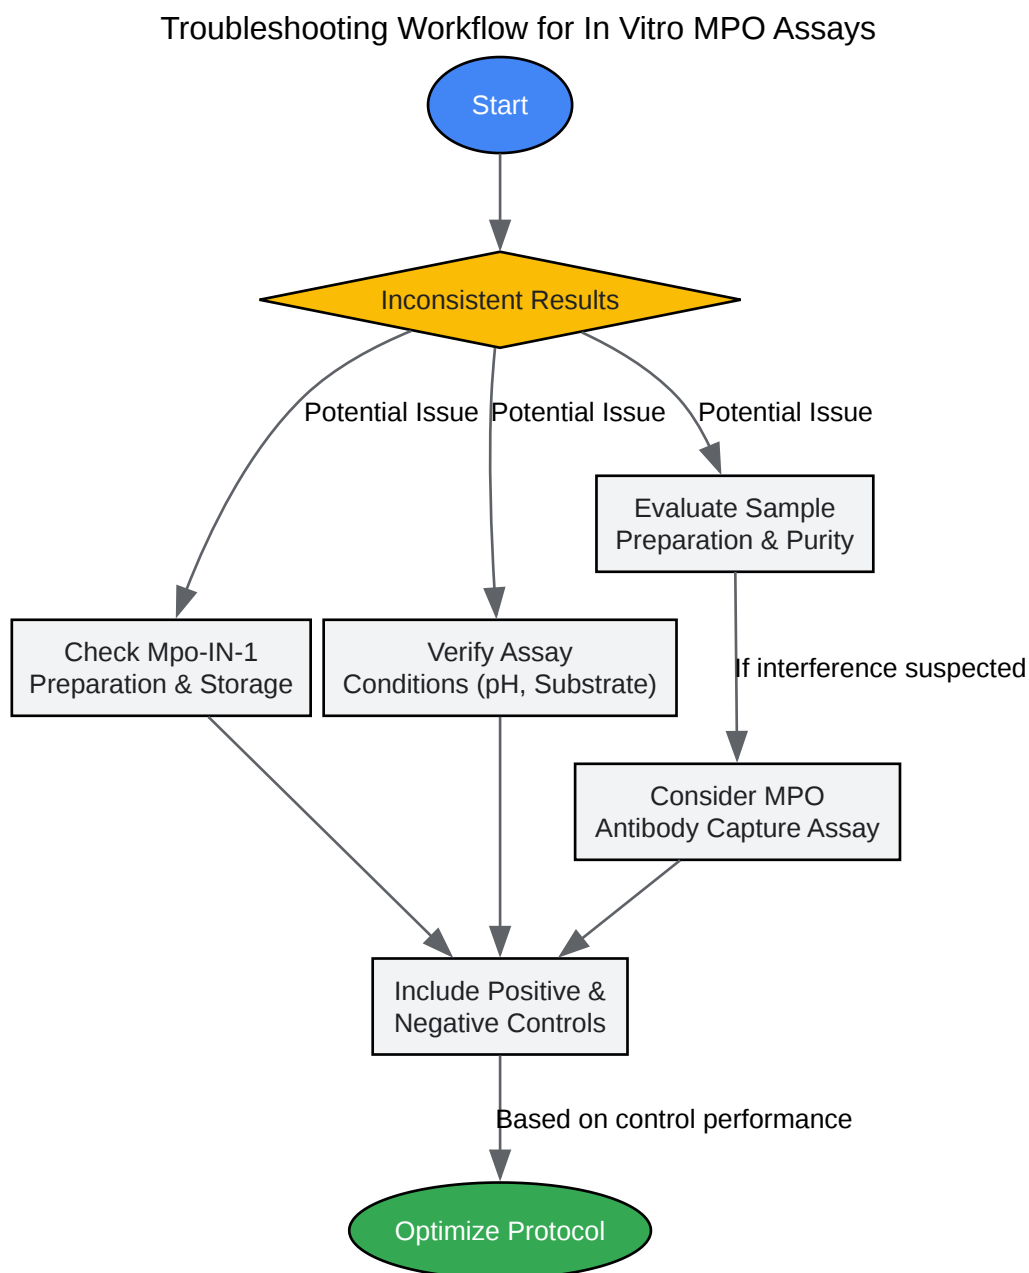 Troubleshooting Workflow for In Vitro MPO Assays
Start
Inconsistent Results
Potential Issue
Potential Issue
Potential Issue
Evaluate Sample
Preparation & Purity
Check Mpo-IN-1
Preparation & Storage
Verify Assay
Conditions (pH, Substrate)
If interference suspected
Consider MPO
Antibody Capture Assay
Include Positive &
Negative Controls
Based on control performance
Optimize Protocol